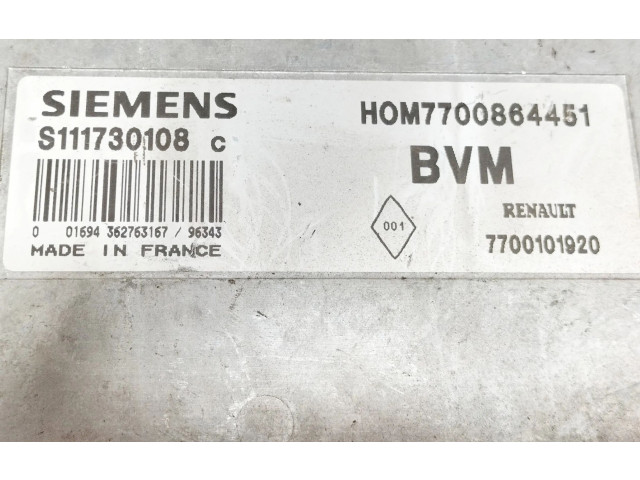 SIEMENS
S111730108 C
0 01694 362763167 / 96343
MADE IN FRANCE
HOM7700864451
BVM
001
RENAULT
7700101920